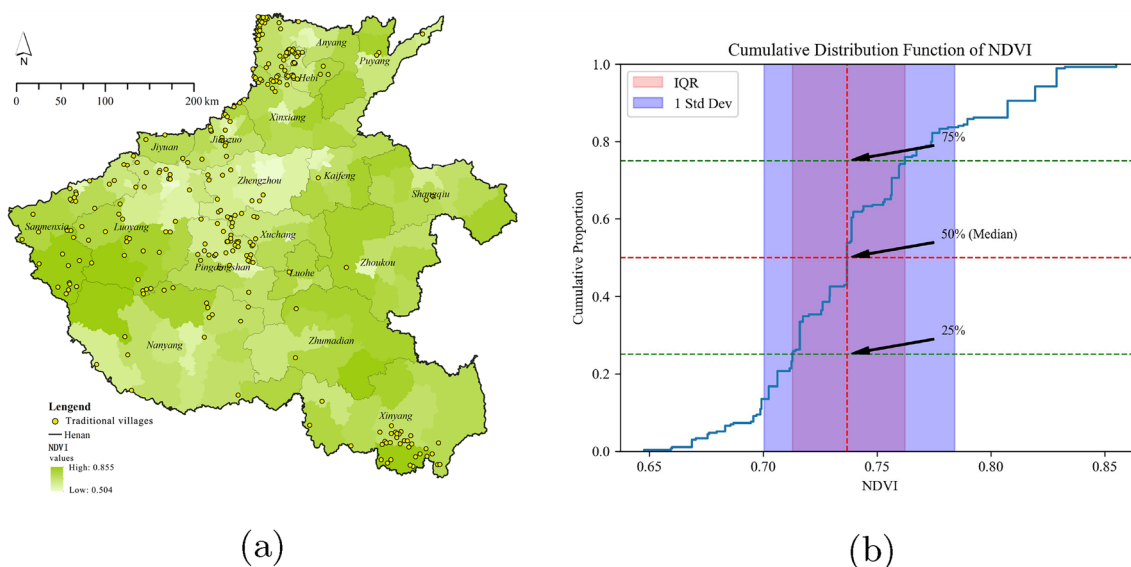 N
0 50 100 150 200 km
Anyang
Puyang
Hebi
Xinxiang
Jiyuan
Jiaozuo
Zhengzhou
Kaifeng
Shangqiu
Sanmenxia
Luoyang
Xuchang
Pingdingshan
Luohe
Zhoukou
Nanyang
Zhumadian
Xinyang
Lengend
Traditional villages
Henan
NDVI
values
High: 0.855
Low: 0.504
(a)
Cumulative Distribution Function of NDVI
IQR
1 Std Dev
75%
50% (Median)
25%
Cumulative Proportion
1.0
0.8
0.6
0.4
0.2
0.0
0.65 0.70 0.75 0.80 0.85
NDVI
(b)